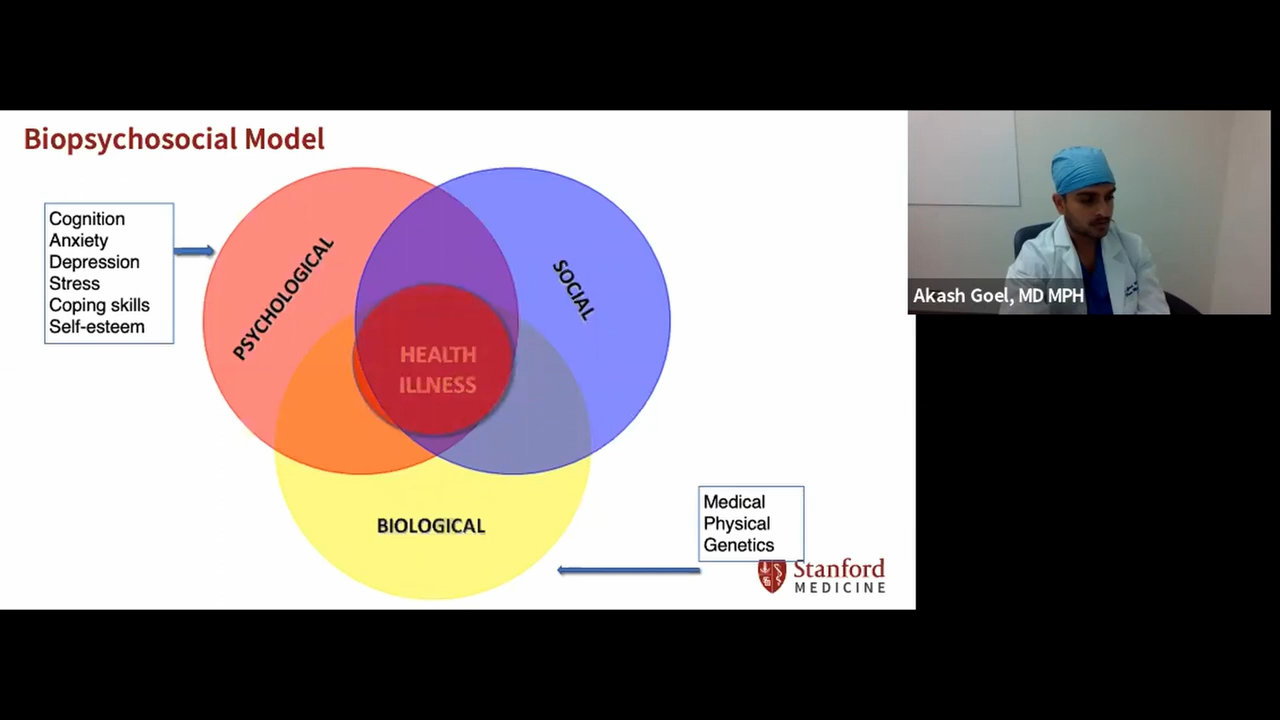 Biopsychosocial Model
Cognition
Anxiety
Depression
Stress
Coping skills
Self-esteem
PSYCHOLOGICAL
SOCIAL
HEALTH
ILLNESS
BIOLOGICAL
Medical
Physical
Genetics
Stanford
MEDICINE
Akash Goel, MD MPH